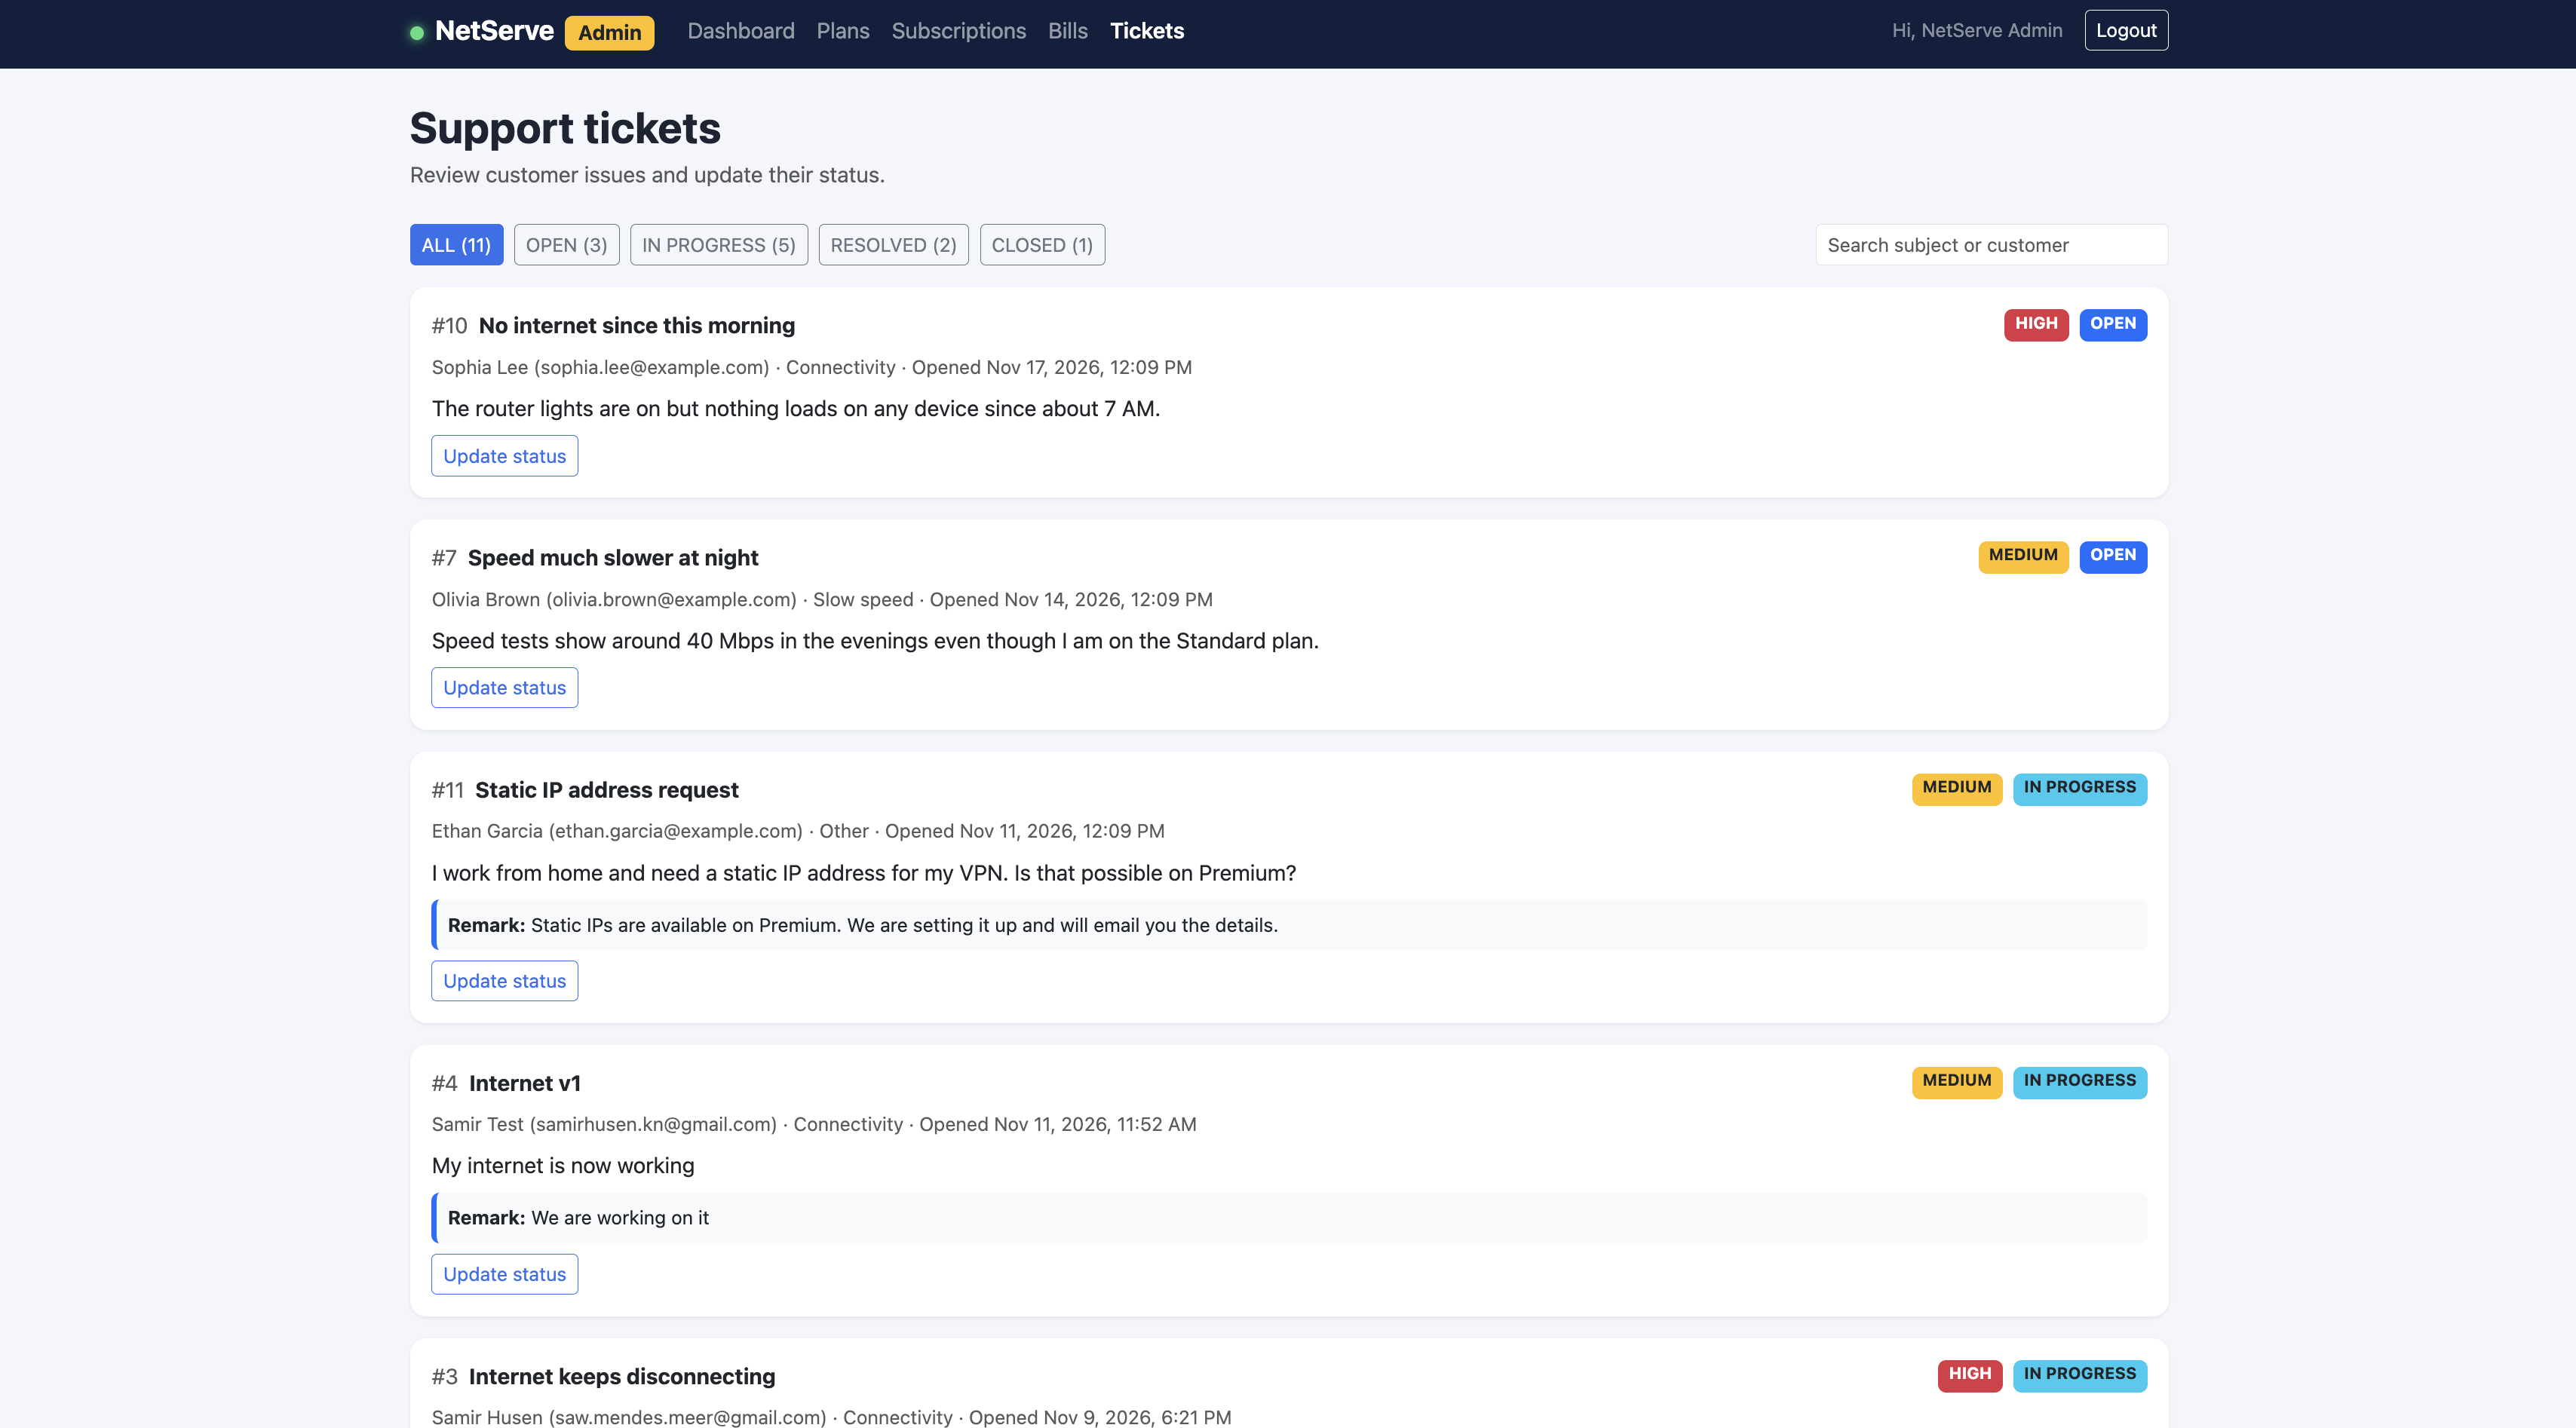 NetServe Admin Dashboard Plans Subscriptions Bills Tickets Hi, NetServe Admin Logout
Support tickets
Review customer issues and update their status.
ALL (11) OPEN (3) IN PROGRESS (5) RESOLVED (2) CLOSED (1) Search subject or customer
#10 No internet since this morning HIGH OPEN
Sophia Lee (sophia.lee@example.com) · Connectivity · Opened Nov 17, 2026, 12:09 PM
The router lights are on but nothing loads on any device since about 7 AM.
Update status
#7 Speed much slower at night MEDIUM OPEN
Olivia Brown (olivia.brown@example.com) · Slow speed · Opened Nov 14, 2026, 12:09 PM
Speed tests show around 40 Mbps in the evenings even though I am on the Standard plan.
Update status
#11 Static IP address request MEDIUM IN PROGRESS
Ethan Garcia (ethan.garcia@example.com) · Other · Opened Nov 11, 2026, 12:09 PM
I work from home and need a static IP address for my VPN. Is that possible on Premium?
Remark: Static IPs are available on Premium. We are setting it up and will email you the details.
Update status
#4 Internet v1 MEDIUM IN PROGRESS
Samir Test (samirhusen.kn@gmail.com) · Connectivity · Opened Nov 11, 2026, 11:52 AM
My internet is now working
Remark: We are working on it
Update status
#3 Internet keeps disconnecting HIGH IN PROGRESS
Samir Husen (saw.mendes.meer@gmail.com) · Connectivity · Opened Nov 9, 2026, 6:21 PM